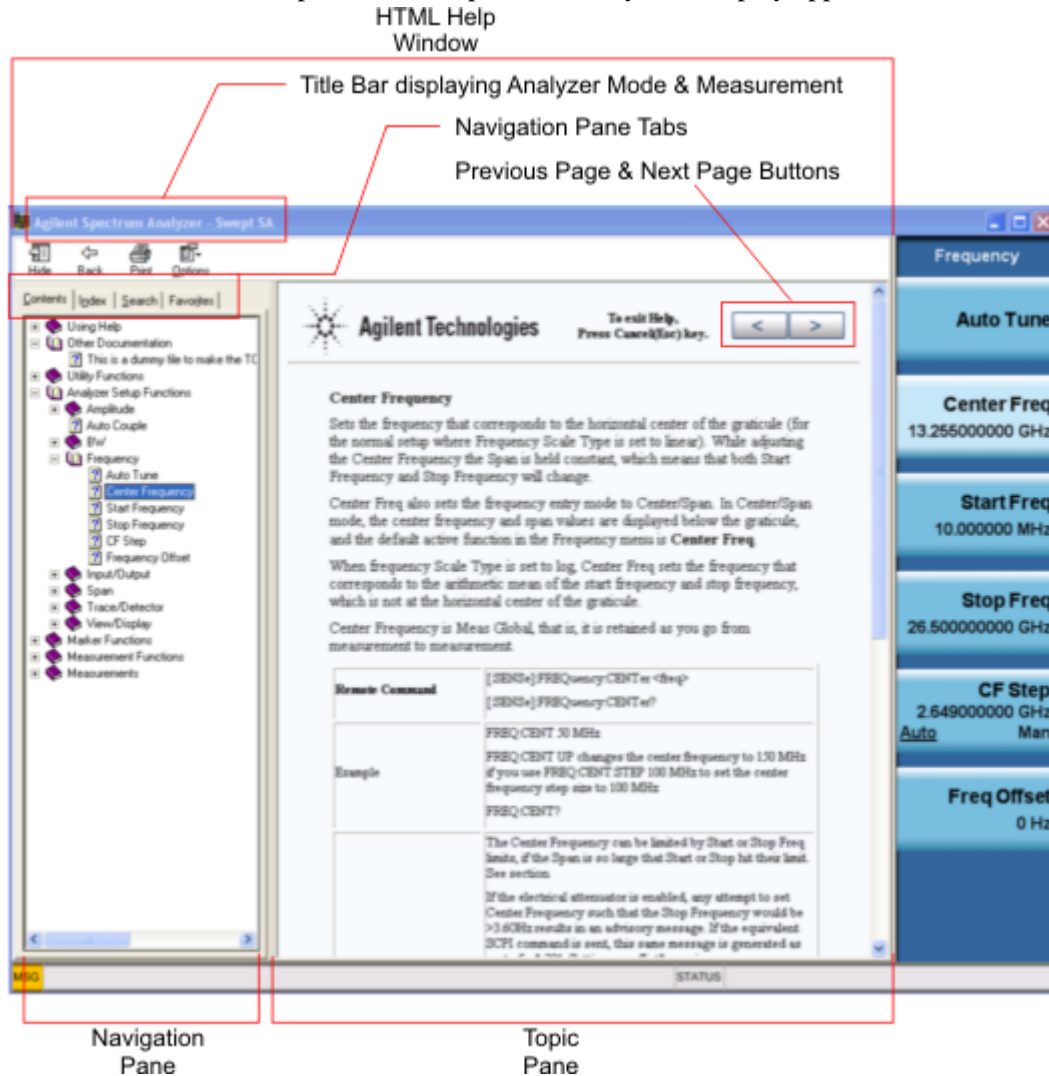 HTML Help
Window
Title Bar displaying Analyzer Mode & Measurement
Navigation Pane Tabs
Previous Page & Next Page Buttons
Agilent Spectrum Analyzer - Swept SA
Hide Back Print Options
Contents Index Search Favorites
Using Help
Other Documentation
This is a dummy file to make the TC
Utility Functions
Analyzer Setup Functions
Amplitude
Auto Couple
BW
Frequency
Auto Tune
Center Frequency
Start Frequency
Stop Frequency
CF Step
Frequency Offset
Input/Output
Span
Trace/Detector
View/Display
Marker Functions
Measurement Functions
Measurements
Agilent Technologies
To exit Help,
Press Cancel(Esc) key.
< >
Center Frequency
Sets the frequency that corresponds to the horizontal center of the graticule (for
the normal setup where Frequency Scale Type is set to linear). While adjusting
the Center Frequency the Span is held constant, which means that both Start
Frequency and Stop Frequency will change.
Center Freq also sets the frequency entry mode to Center/Span. In Center/Span
mode, the center frequency and span values are displayed below the graticule,
and the default active function in the Frequency menu is Center Freq.
When frequency Scale Type is set to log, Center Freq sets the frequency that
corresponds to the arithmetic mean of the start frequency and stop frequency,
which is not at the horizontal center of the graticule.
Center Frequency is Meas Global, that is, it is retained as you go from
measurement to measurement.
Remote Command
[:SENSe]:FREQuency:CENTer <freq>
[:SENSe]:FREQuency:CENTer?
Example
FREQ:CENT 50 MHz
FREQ:CENT UP changes the center frequency to 150 MHz
if you use FREQ:CENT:STEP 100 MHz to set the center
frequency step size to 100 MHz
FREQ:CENT?
The Center Frequency can be limited by Start or Stop Freq
limits, if the Span is so large that Start or Stop hit their limit.
See section
If the electrical attenuator is enabled, any attempt to set
Center Frequency such that the Stop Frequency would be
>3.6GHz results in an advisory message. If the equivalent
SCPI command is sent, this same message is generated as
Frequency
Auto Tune
Center Freq
13.255000000 GHz
Start Freq
10.000000 MHz
Stop Freq
26.500000000 GHz
CF Step
2.649000000 GHz
Auto Man
Freq Offset
0 Hz
MSG
STATUS
Navigation
Pane
Topic
Pane